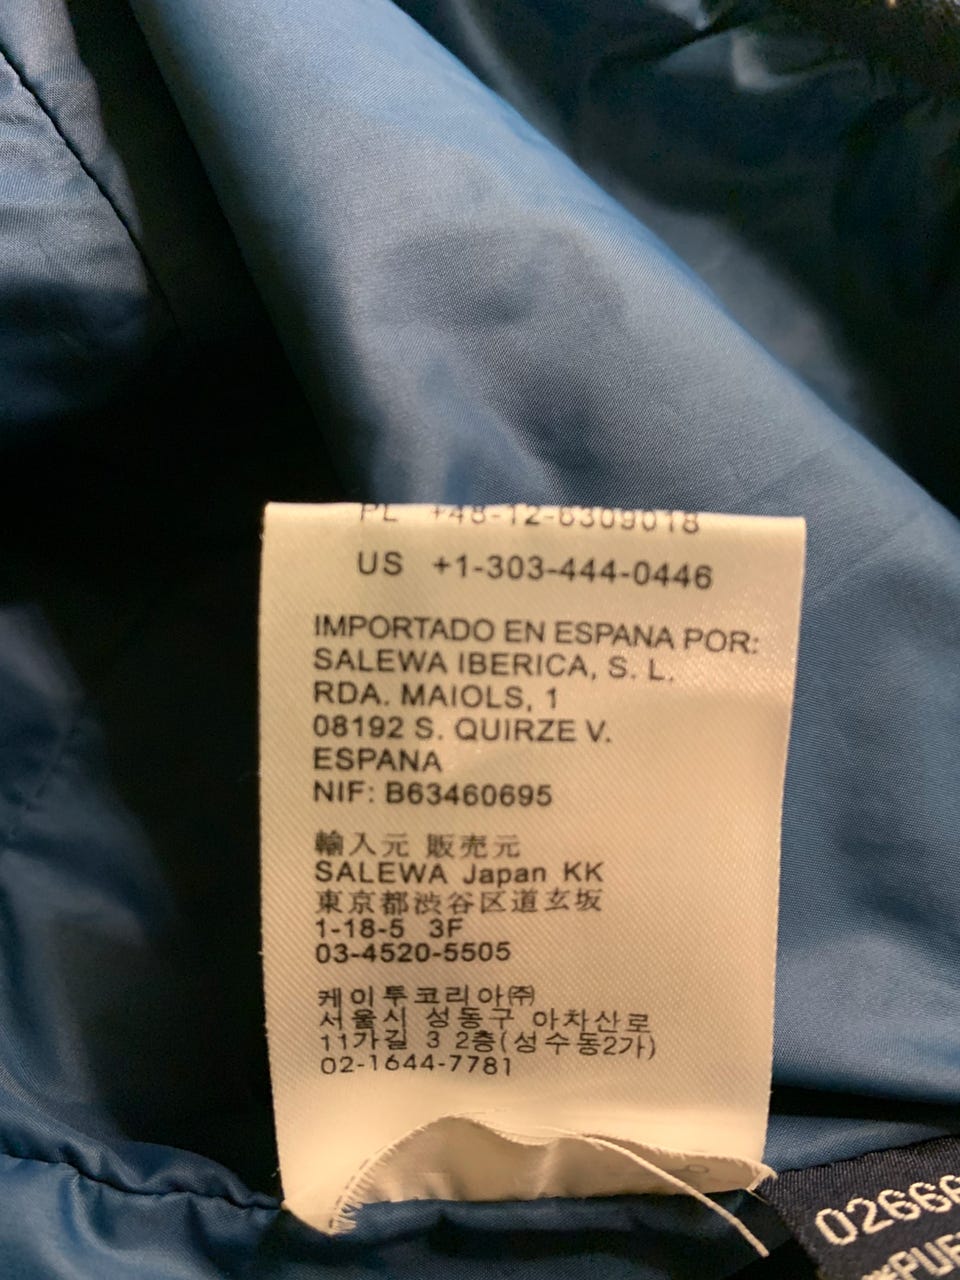 PL +48-12-6309018
US +1-303-444-0446
IMPORTADO EN ESPANA POR:
SALEWA IBERICA, S. L.
RDA. MAIOLS, 1
08192 S. QUIRZE V.
ESPANA
NIF: B63460695
輸入元 販売元
SALEWA Japan KK
東京都渋谷区道玄坂
1-18-5 3F
03-4520-5505
케이투코리아㈜
서울시 성동구 아차산로
11가길 3 2층(성수동2가)
02-1644-7781